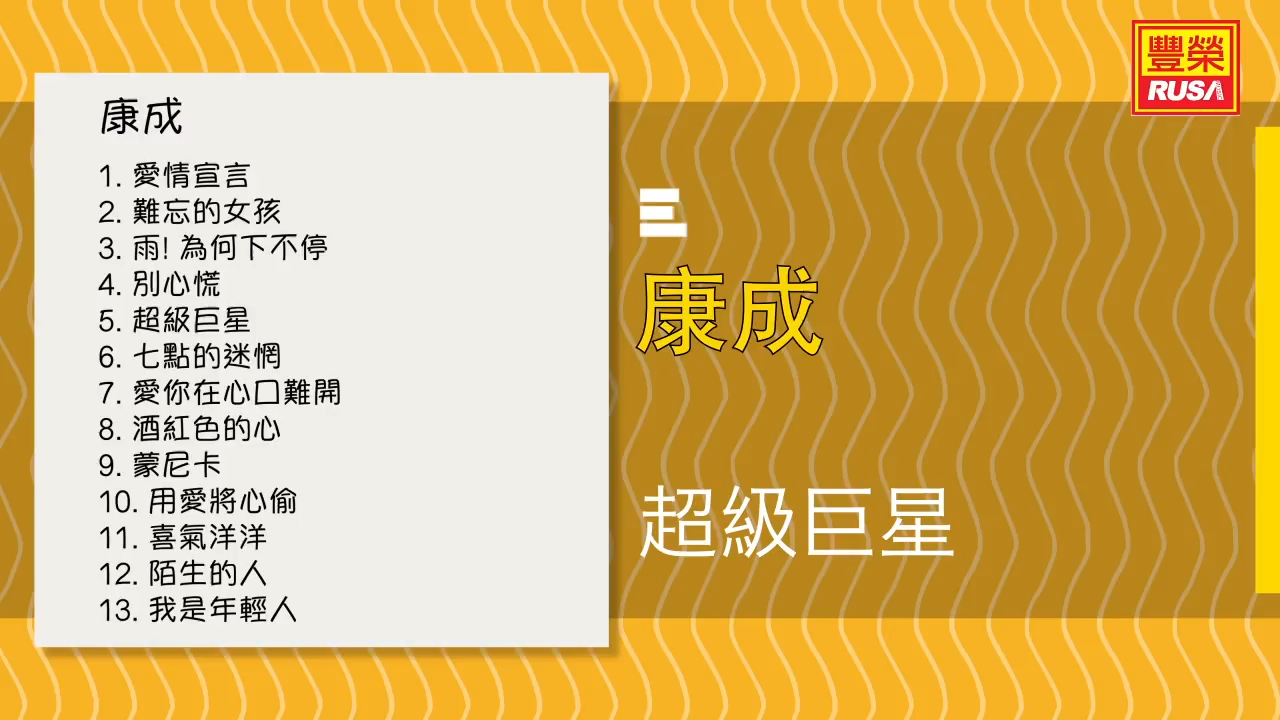 康成
1. 愛情宣言
2. 難忘的女孩
3. 雨! 為何下不停
4. 別心慌
5. 超級巨星
6. 七點的迷惘
7. 愛你在心口難開
8. 酒紅色的心
9. 蒙尼卡
10. 用愛將心偷
11. 喜氣洋洋
12. 陌生的人
13. 我是年輕人
豐榮
RUSA
康成
超級巨星